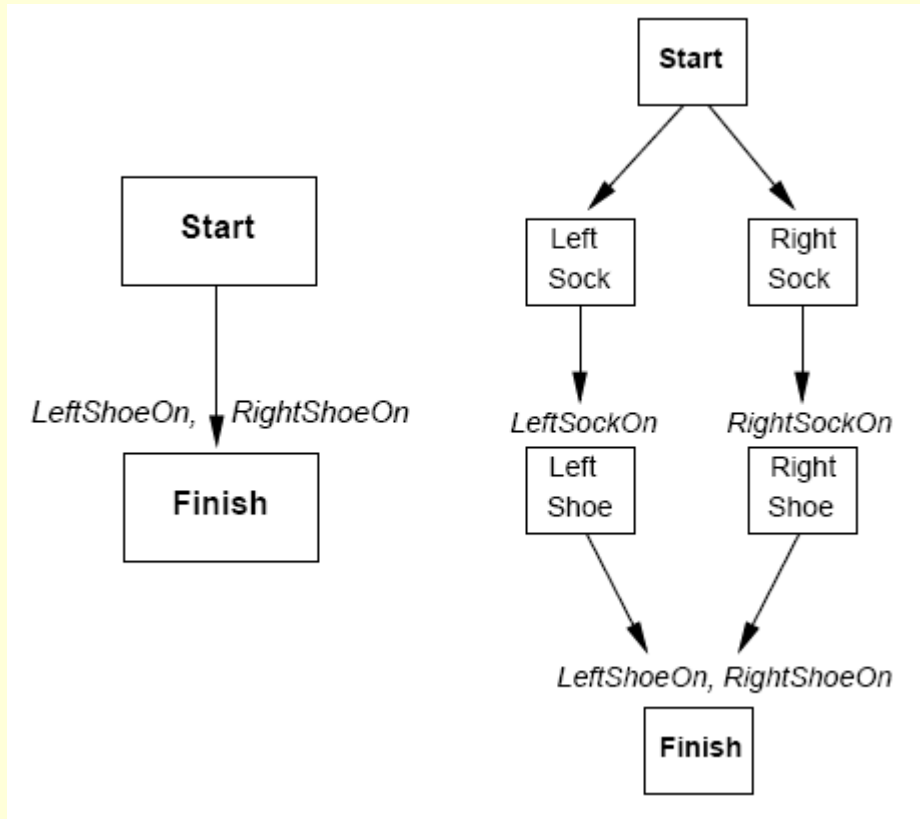 Start
LeftShoeOn, RightShoeOn
Finish
Start
Left
Sock
Right
Sock
LeftSockOn
RightSockOn
Left
Shoe
Right
Shoe
LeftShoeOn, RightShoeOn
Finish